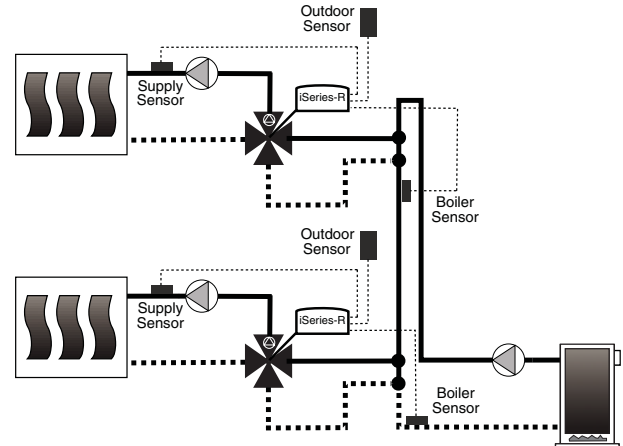 Outdoor
Sensor
Supply
Sensor
iSeries-R
Boiler
Sensor
Outdoor
Sensor
Supply
Sensor
iSeries-R
Boiler
Sensor